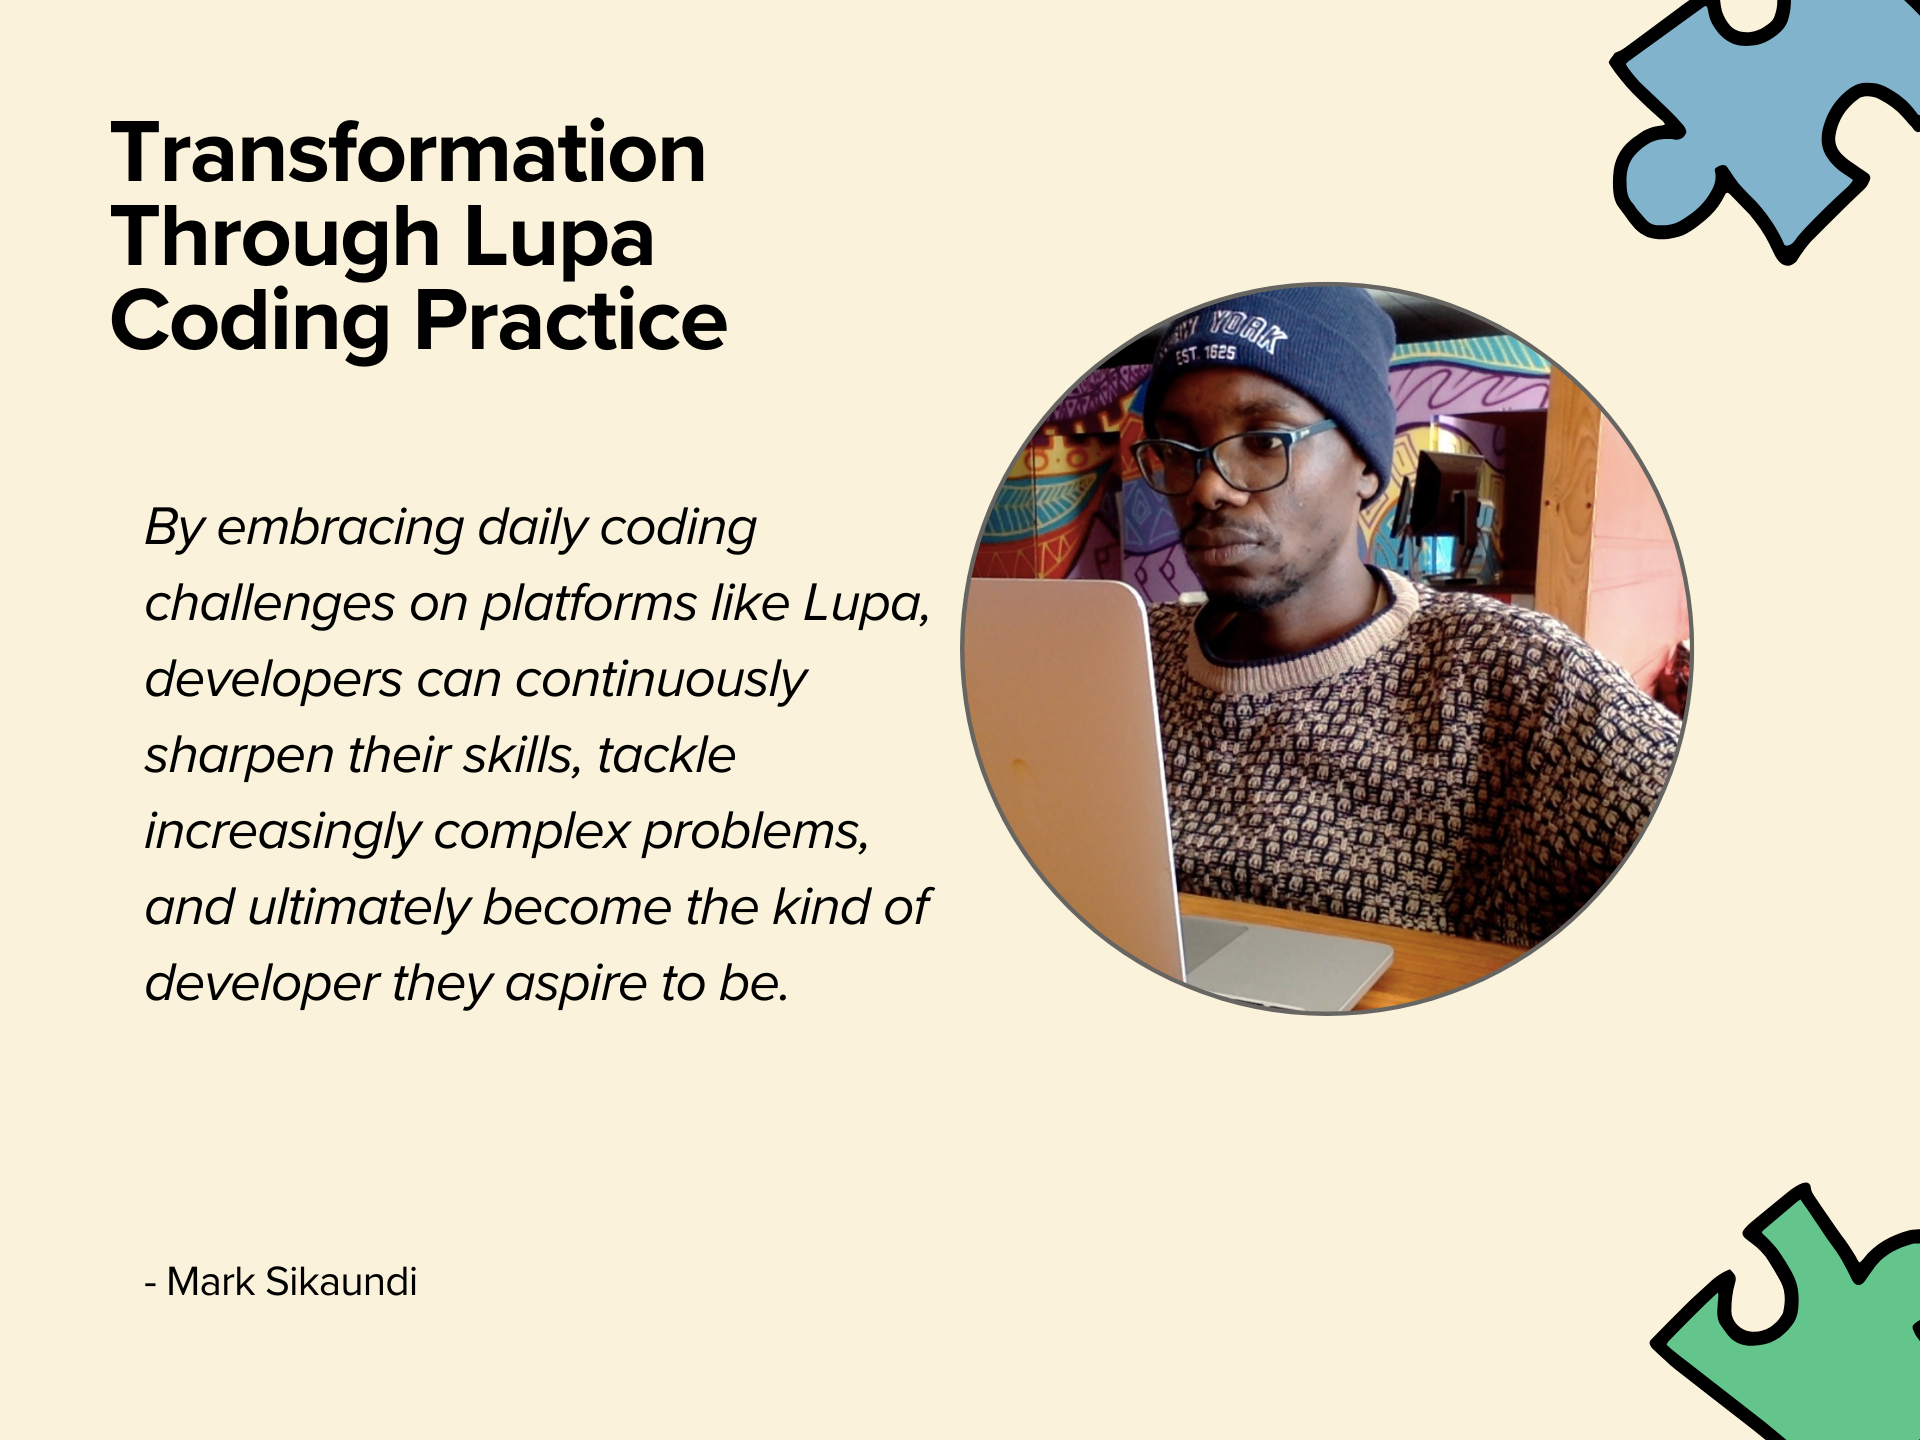 Transformation
Through Lupa
Coding Practice
By embracing daily coding
challenges on platforms like Lupa,
developers can continuously
sharpen their skills, tackle
increasingly complex problems,
and ultimately become the kind of
developer they aspire to be.
- Mark Sikaundi
YORK
EST. 1625